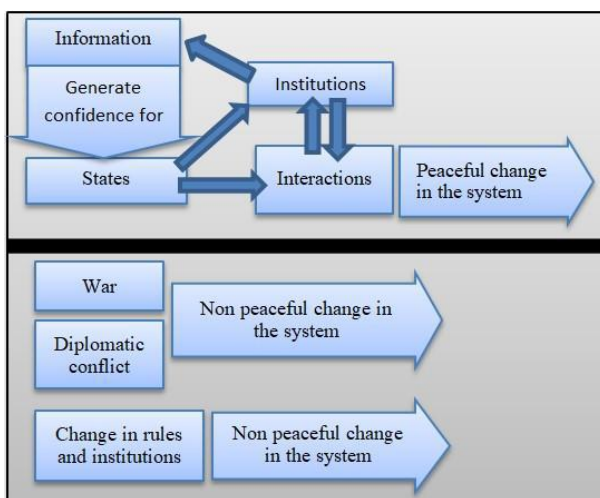 Information
Generate
confidence for
States
Institutions
Interactions
Peaceful change
in the system
War
Diplomatic
conflict
Non peaceful change in
the system
Change in rules
and institutions
Non peaceful change
in the system